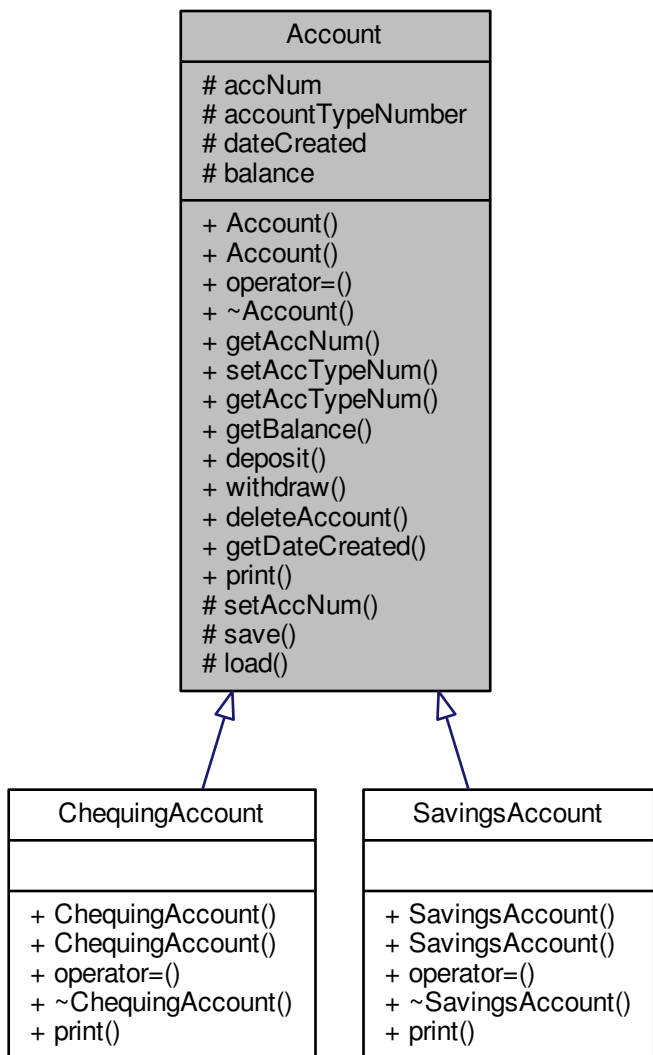 Account
# accNum
# accountTypeNumber
# dateCreated
# balance
+ Account()
+ Account()
+ operator=()
+ ~Account()
+ getAccNum()
+ setAccTypeNum()
+ getAccTypeNum()
+ getBalance()
+ deposit()
+ withdraw()
+ deleteAccount()
+ getDateCreated()
+ print()
# setAccNum()
# save()
# load()
ChequingAccount
+ ChequingAccount()
+ ChequingAccount()
+ operator=()
+ ~ChequingAccount()
+ print()
SavingsAccount
+ SavingsAccount()
+ SavingsAccount()
+ operator=()
+ ~SavingsAccount()
+ print()